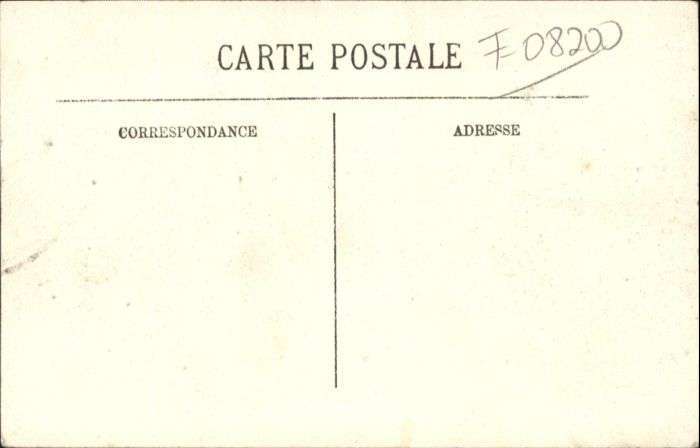 CARTE POSTALE F 08200
CORRESPONDANCE
ADRESSE